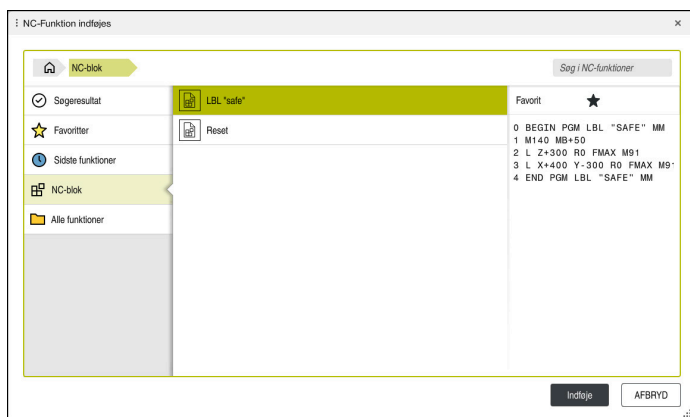 NC-Funktion indføjes
NC-blok
Søg i NC-funktioner
Søgeresultat
Favoritter
Sidste funktioner
NC-blok
Alle funktioner
LBL "safe"
Reset
Favorit
0 BEGIN PGM LBL "SAFE" MM
1 M140 MB+50
2 L Z+300 R0 FMAX M91
3 L X+400 Y-300 R0 FMAX M9
4 END PGM LBL "SAFE" MM
Indføje
AFBRYD